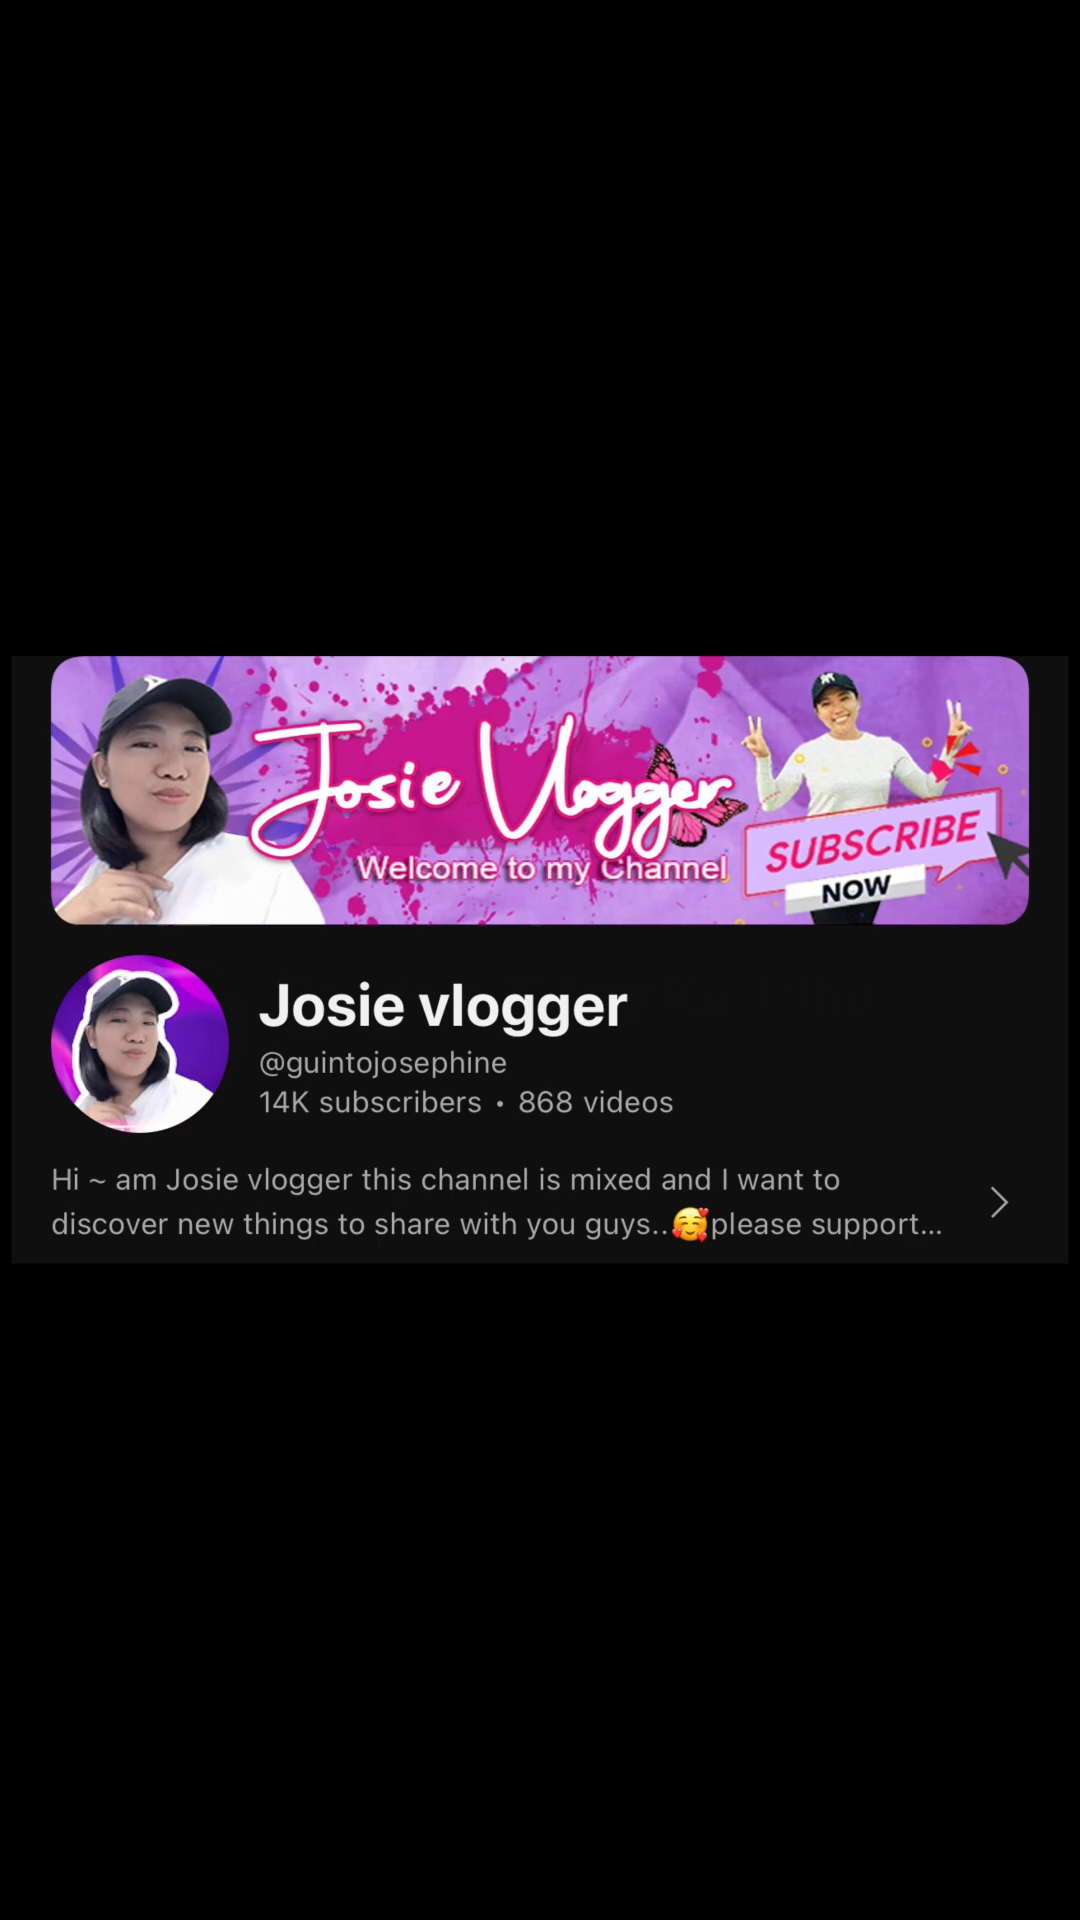 Josie Vlogger
Welcome to my Channel
SUBSCRIBE
NOW
Josie vlogger
@guintojosephine
14K subscribers • 868 videos
Hi ~ am Josie vlogger this channel is mixed and I want to
discover new things to share with you guys..🥰please support...